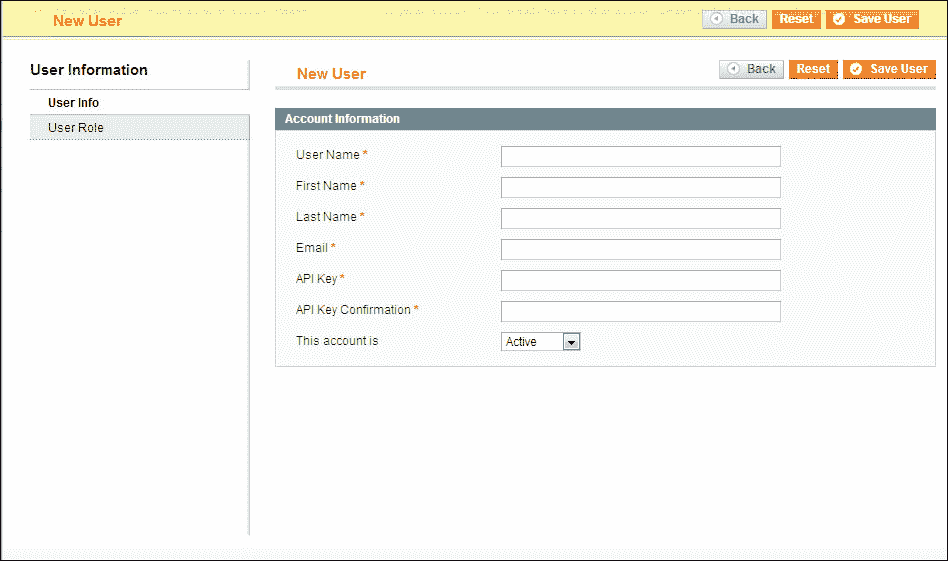 New User
Back Reset Save User
User Information
User Info
User Role
New User
Back Reset Save User
Account Information
User Name *
First Name *
Last Name *
Email *
API Key *
API Key Confirmation *
This account is Active